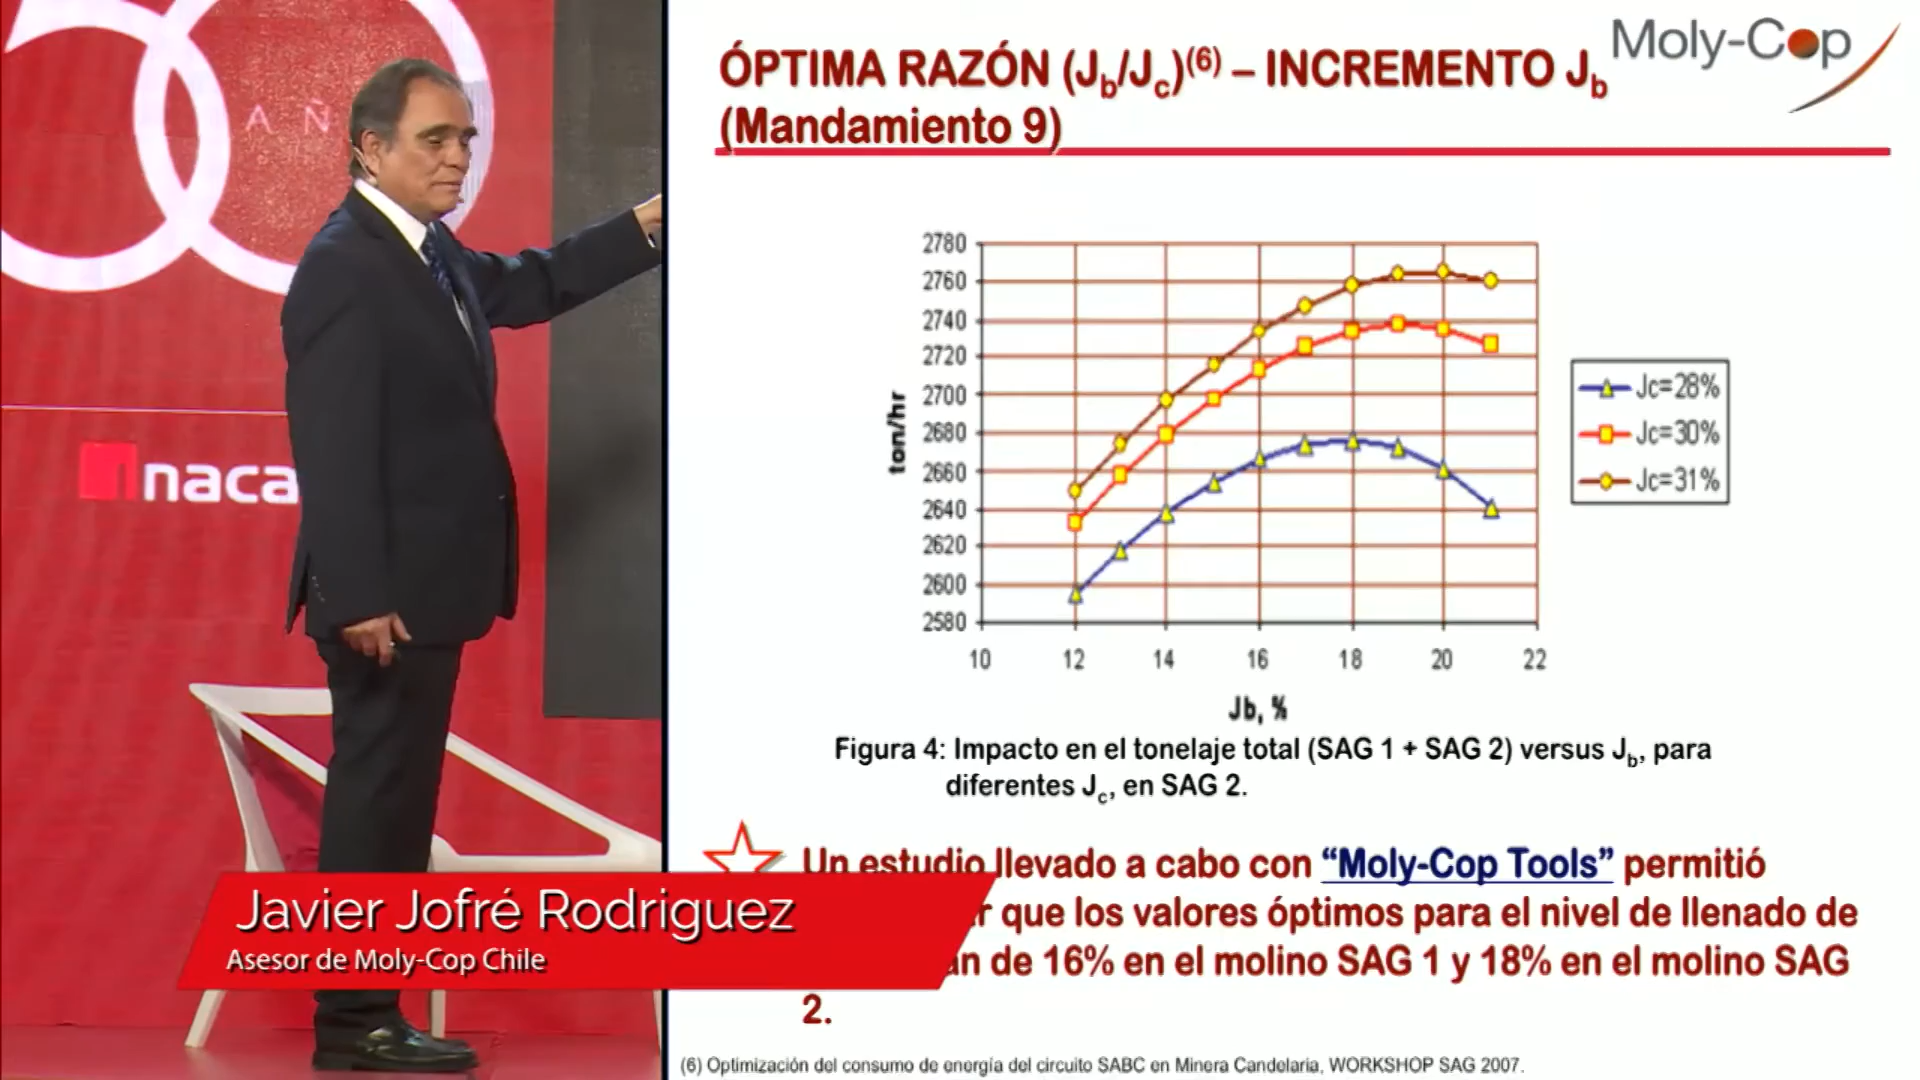 AÑ
naca
Javier Jofré Rodriguez
Asesor de Moly-Cop Chile
Moly-Cop
ÓPTIMA RAZÓN (Jb/Jc)(6) – INCREMENTO Jb
(Mandamiento 9)
2780
2760
2740
2720
2700
2680
2660
2640
2620
2600
2580
ton/hr
10 12 14 16 18 20 22
Jb, %
Jc=28%
Jc=30%
Jc=31%
Figura 4: Impacto en el tonelaje total (SAG 1 + SAG 2) versus Jb, para
diferentes Jc, en SAG 2.
Un estudio llevado a cabo con “Moly-Cop Tools” permitió
que los valores óptimos para el nivel de llenado de
de 16% en el molino SAG 1 y 18% en el molino SAG
2.
(6) Optimización del consumo de energía del circuito SABC en Minera Candelaria, WORKSHOP SAG 2007.